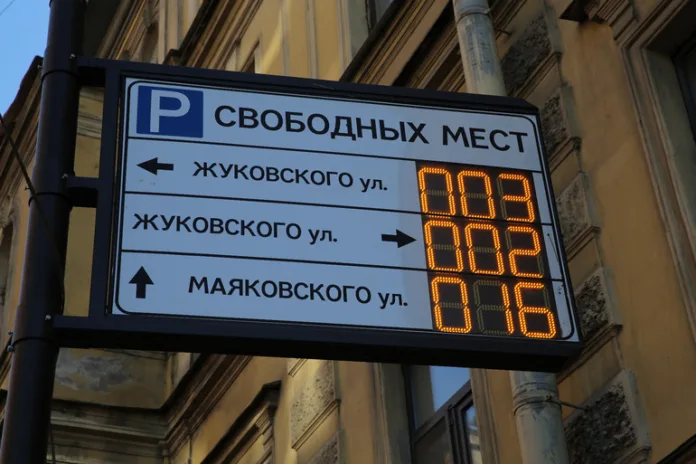 P СВОБОДНЫХ МЕСТ
← ЖУКОВСКОГО ул. 003
ЖУКОВСКОГО ул. → 002
↑ МАЯКОВСКОГО ул. 016